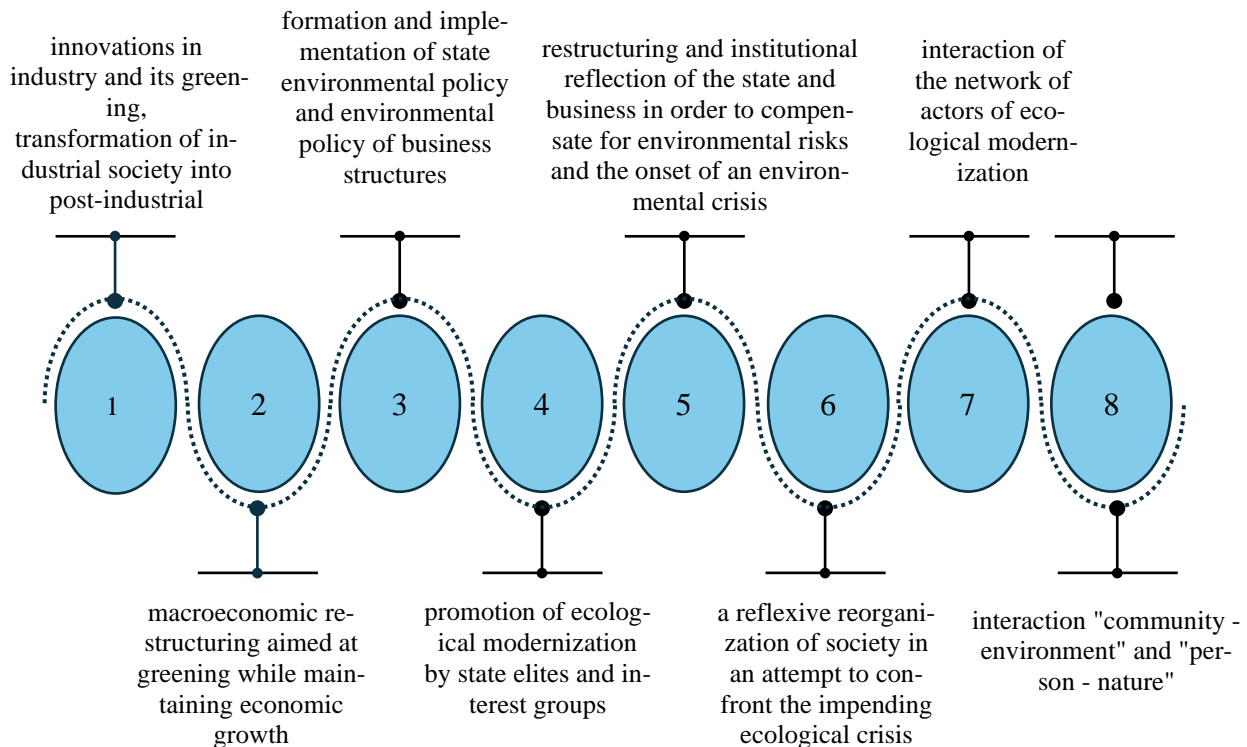 innovations in
industry and its green-
ing,
transformation of in-
dustrial society into
post-industrial
formation and imple-
mentation of state
environmental policy
and environmental
policy of business
structures
restructuring and institutional
reflection of the state and
business in order to compen-
sate for environmental risks
and the onset of an environ-
mental crisis
interaction of
the network of
actors of eco-
logical modern-
ization
1
2
3
4
5
6
7
8
macroeconomic re-
structuring aimed at
greening while main-
taining economic
growth
promotion of ecolog-
ical modernization
by state elites and in-
terest groups
a reflexive reorgani-
zation of society in
an attempt to con-
front the impending
ecological crisis
interaction "community -
environment" and "per-
son - nature"